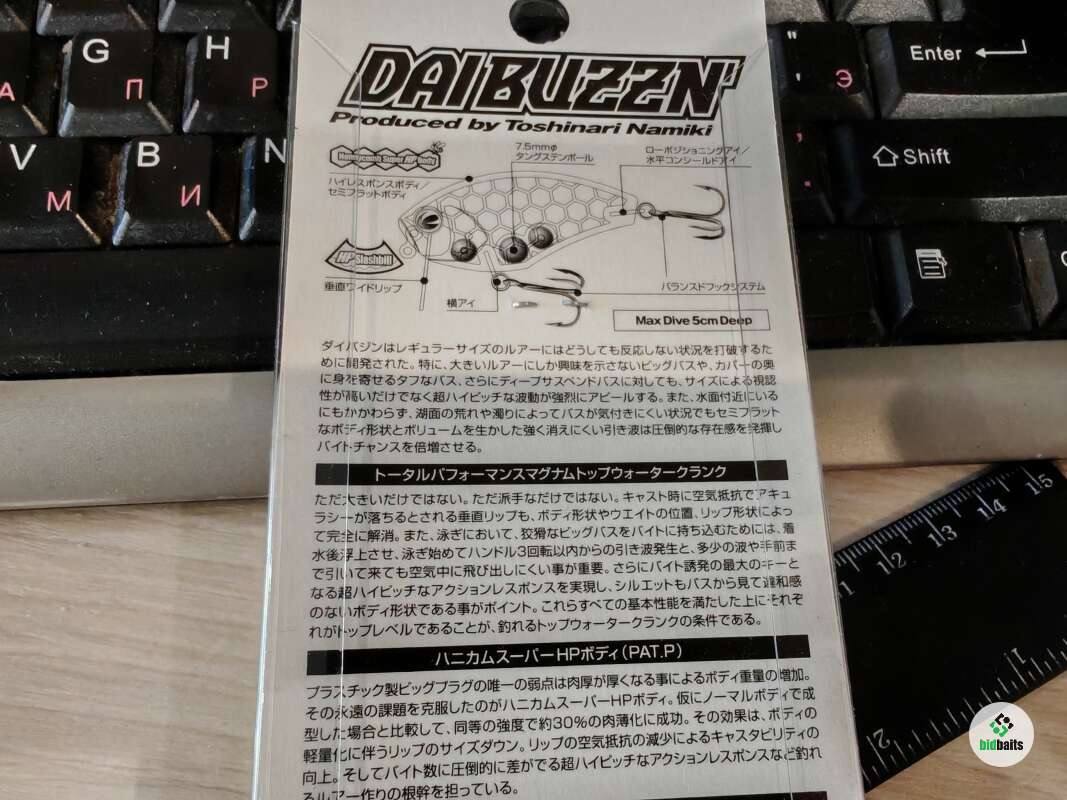 DAIBUZZN'
Produced by Toshinari Namiki
Honeycomb Super HP Body
7.5mmφ
タングステンボール
ローポジショニングアイ/
水平コンシールドアイ
ハイレスポンスボディ/
セミフラットボディ
HP Slashbill
垂直ワイドリップ
横アイ
バランスドフックシステム
Max Dive 5cm Deep
ダイバジンはレギュラーサイズのルアーにはどうしても反応しない状況を打破するた
めに開発された。特に、大きいルアーにしか興味を示さないビッグバスや、カバーの奥
に身を寄せるタフなバス、さらにディープサスペンドバスに対しても、サイズによる視認
性が高いだけでなく超ハイピッチな波動が強烈にアピールする。また、水面付近にいる
にもかかわらず、湖面の荒れや濁りによってバスが気付きにくい状況でもセミフラット
なボディ形状とボリュームを生かした強く消えにくい引き波は圧倒的な存在感を発揮し
バイトチャンスを倍増させる。
トータルパフォーマンスマグナムトップウォータークランク
ただ大きいだけではない。ただ派手なだけではない。キャスト時に空気抵抗でアキュ
ラシーが落ちるとされる垂直リップも、ボディ形状やウエイトの位置、リップ形状によっ
て完全に解消。また、泳ぎにおいて、狡猾なビッグバスをバイトに持ち込むためには、着
水後浮上させ、泳ぎ始めてハンドル3回転以内からの引き波発生と、多少の波や手前ま
で引いて来ても空気中に飛び出しにくい事が重要。さらにバイト誘発の最大のキーと
なる超ハイピッチなアクションレスポンスを実現し、シルエットもバスから見て違和感
のないボディ形状である事がポイント。これらすべての基本性能を満たした上にそれぞ
れがトップレベルであることが、釣れるトップウォータークランクの条件である。
ハニカムスーパーHPボディ(PAT.P)
プラスチック製ビッグプラグの唯一の弱点は肉厚が厚くなる事によるボディ重量の増加。
その永遠の課題を克服したのがハニカムスーパーHPボディ。仮にノーマルボディで成
型した場合と比較して、同等の強度で約30%の肉薄化に成功。その効果は、ボディの
軽量化に伴うリップのサイズダウン。リップの空気抵抗の減少によるキャスタビリティの
向上。そしてバイト数に圧倒的に差がでる超ハイピッチなアクションレスポンスなど釣れ
るルアー作りの根幹を担っている。
G П
H Р
А
V М
B И
N
" ' Э
Enter
Shift
11 12 13 14 15
1
2
bidbaits